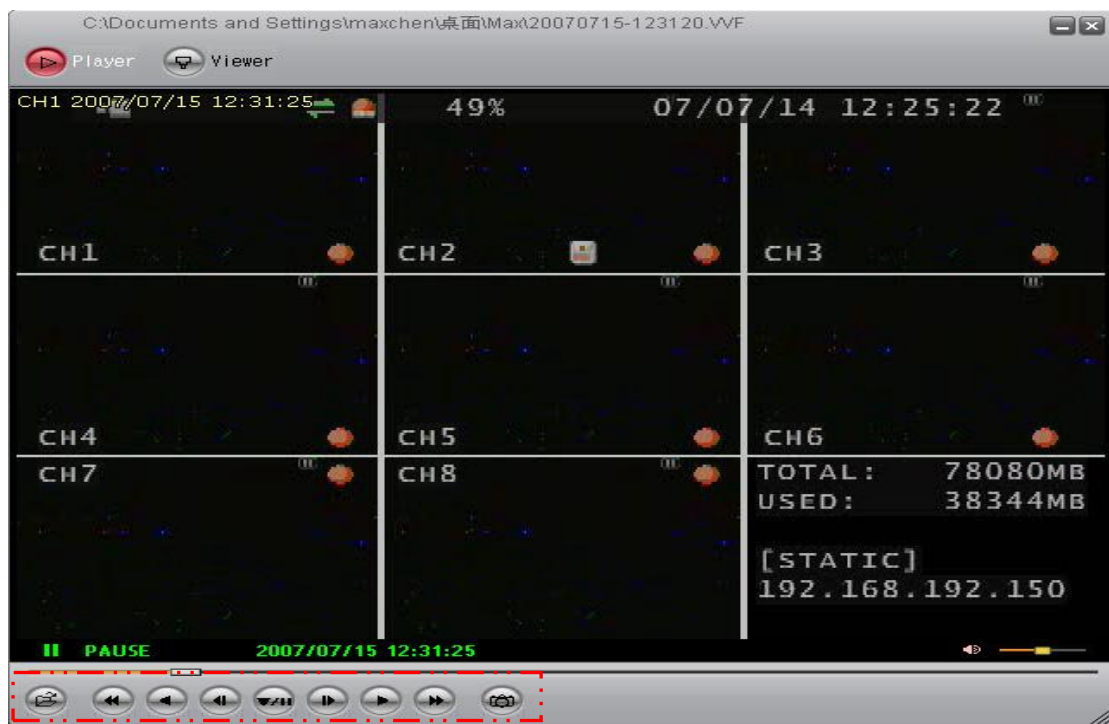 C:\Documents and Settings\maxchen\桌面\Max\20070715-123120.VVF
Player Viewer
CH1 2007/07/15 12:31:25 49% 07/07/14 12:25:22
CH1 CH2 CH3
CH4 CH5 CH6
CH7 CH8 TOTAL: 78080MB
USED: 38344MB
[STATIC]
192.168.192.150
PAUSE 2007/07/15 12:31:25